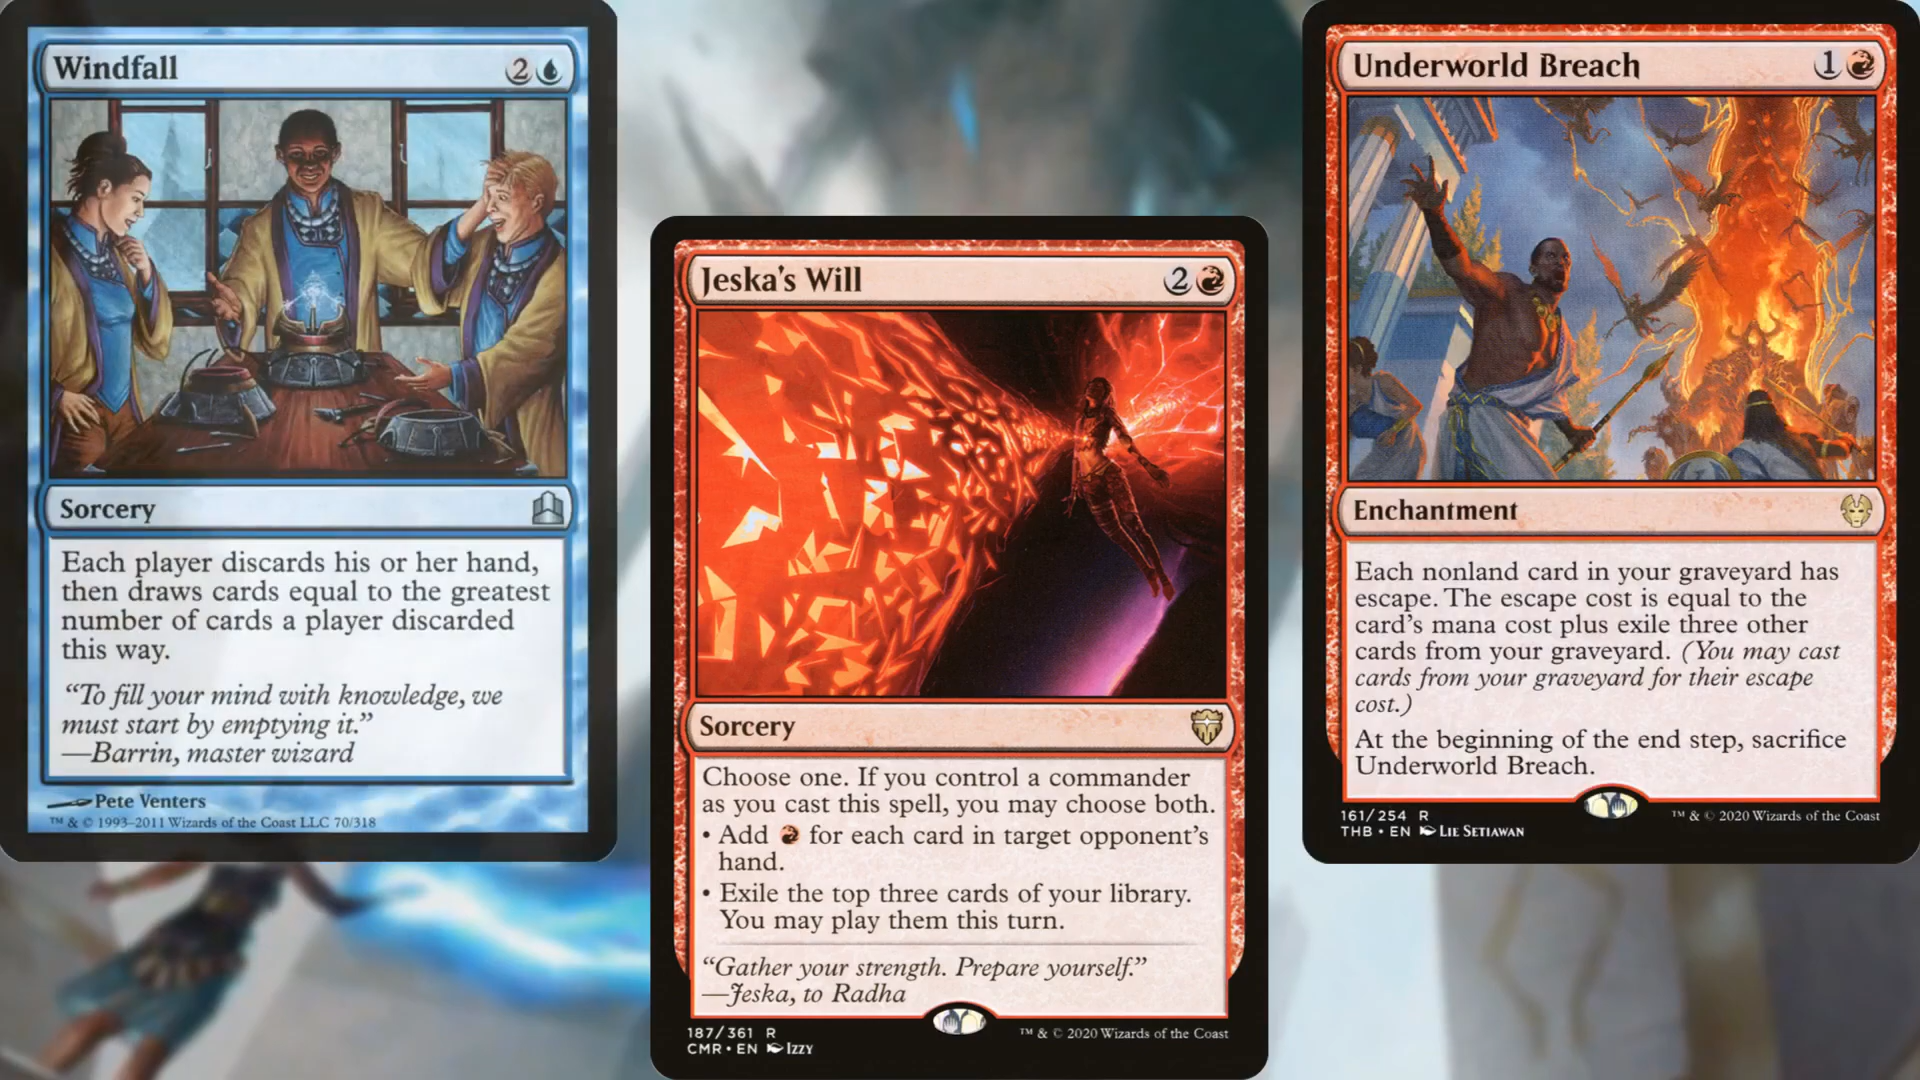 Windfall 2
Sorcery
Each player discards his or her hand,
then draws cards equal to the greatest
number of cards a player discarded
this way.
“To fill your mind with knowledge, we
must start by emptying it.”
—Barrin, master wizard
Pete Venters
™ & © 1993–2011 Wizards of the Coast LLC 70/318
Jeska's Will 2
Sorcery
Choose one. If you control a commander
as you cast this spell, you may choose both.
• Add for each card in target opponent's
hand.
• Exile the top three cards of your library.
You may play them this turn.
“Gather your strength. Prepare yourself.”
—Jeska, to Radha
187/361 R
CMR • EN Izzy
™ & © 2020 Wizards of the Coast
Underworld Breach 1
Enchantment
Each nonland card in your graveyard has
escape. The escape cost is equal to the
card's mana cost plus exile three other
cards from your graveyard. (You may cast
cards from your graveyard for their escape
cost.)
At the beginning of the end step, sacrifice
Underworld Breach.
161/254 R
THB • EN Lie Setiawan
™ & © 2020 Wizards of the Coast